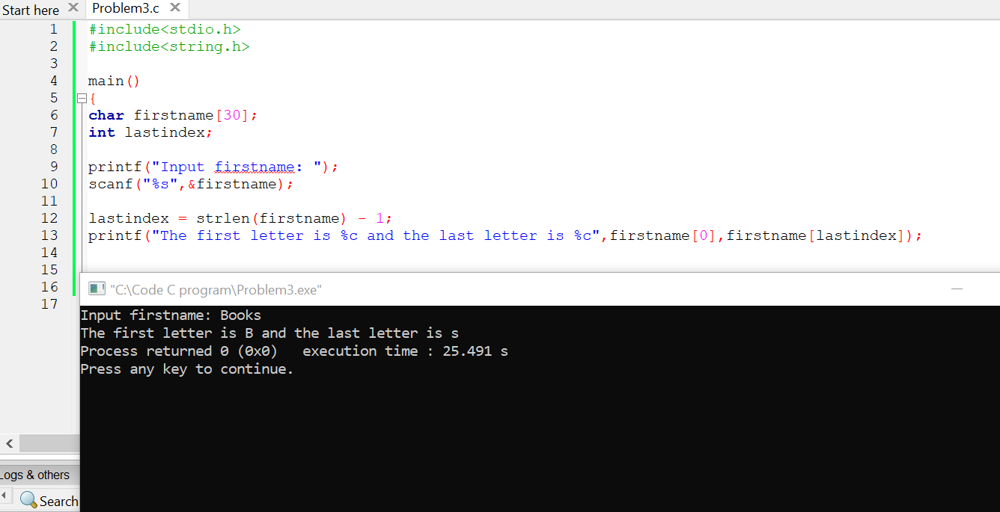 Start here × Problem3.c ×
1 #include<stdio.h>
2 #include<string.h>
3
4 main()
5 {
6 char firstname[30];
7 int lastindex;
8
9 printf("Input firstname: ");
10 scanf("%s",&firstname);
11
12 lastindex = strlen(firstname) - 1;
13 printf("The first letter is %c and the last letter is %c",firstname[0],firstname[lastindex]);
14
15
16
17
"C:\Code C program\Problem3.exe"
Input firstname: Books
The first letter is B and the last letter is s
Process returned 0 (0x0)   execution time : 25.491 s
Press any key to continue.
Logs & others
Search